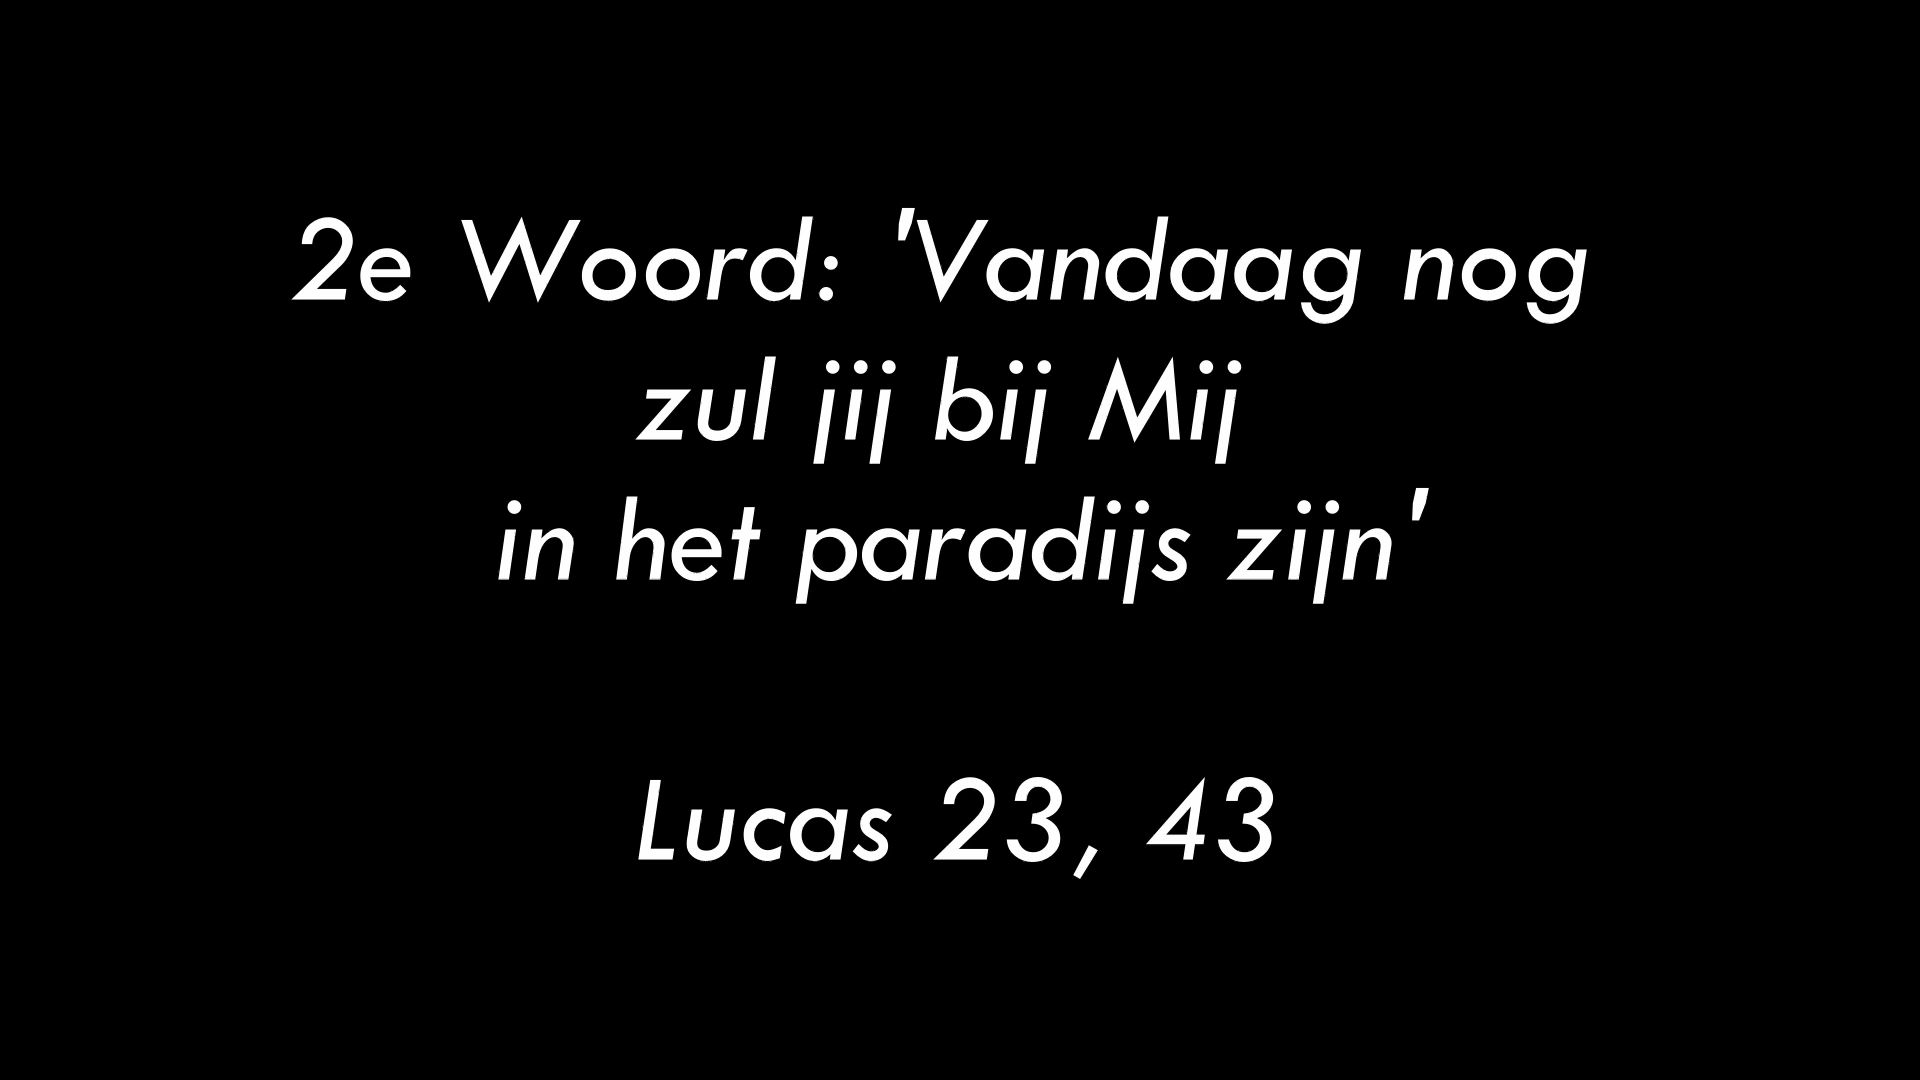 2e Woord: 'Vandaag nog
zul jij bij Mij
in het paradijs zijn'
Lucas 23, 43